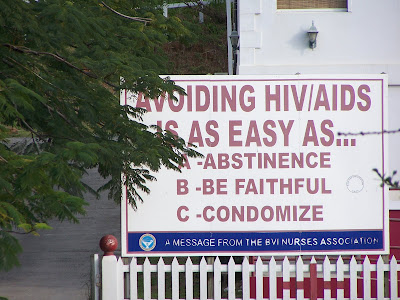 AVOIDING HIV/AIDS
IS AS EASY AS...
A -ABSTINENCE
B -BE FAITHFUL
C -CONDOMIZE
A MESSAGE FROM THE BVI NURSES ASSOCIATION